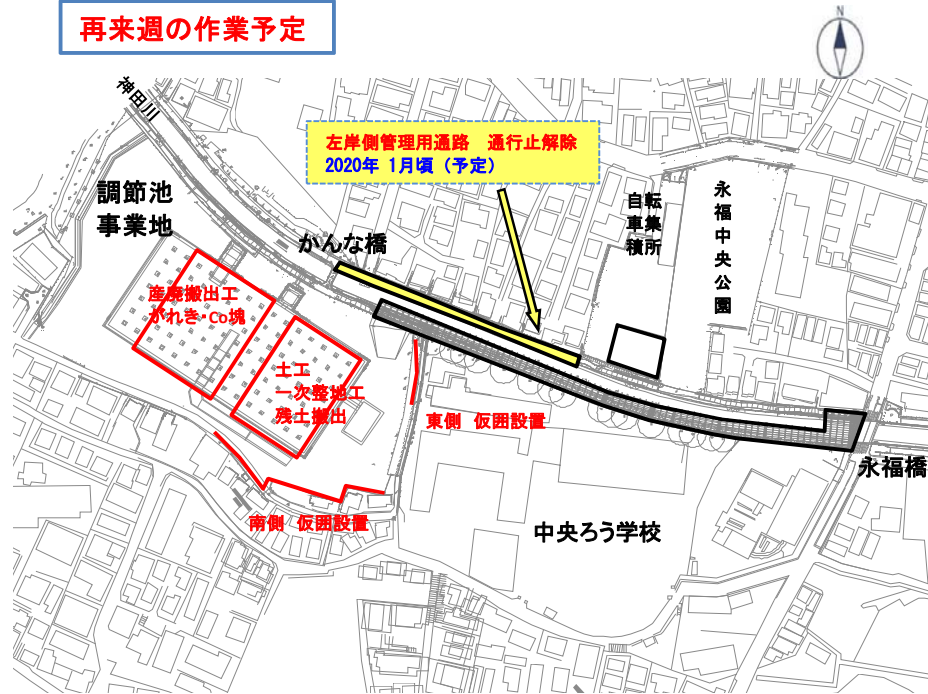 再来週の作業予定
N
神田川
左岸側管理用通路　通行止解除
2020年 1月頃（予定）
調節池
事業地
かんな橋
自転
車集
積所
永福中央公園
産廃搬出工
がれき・Co塊
土工
一次整地工
残土搬出
東側　仮囲設置
永福橋
南側　仮囲設置
中央ろう学校